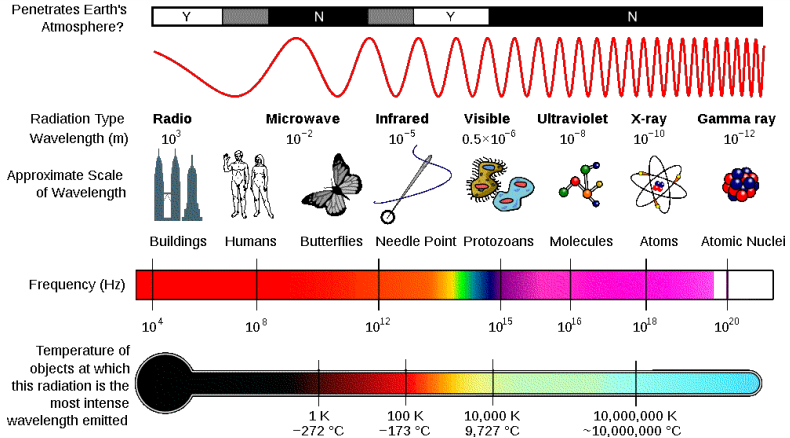 Penetrates Earth's
Atmosphere?
Y N Y N
Radiation Type
Radio Microwave Infrared Visible Ultraviolet X-ray Gamma ray
Wavelength (m)
10³ 10⁻² 10⁻⁵ 0.5×10⁻⁶ 10⁻⁸ 10⁻¹⁰ 10⁻¹²
Approximate Scale
of Wavelength
Buildings Humans Butterflies Needle Point Protozoans Molecules Atoms Atomic Nuclei
Frequency (Hz)
10⁴ 10⁸ 10¹² 10¹⁵ 10¹⁶ 10¹⁸ 10²⁰
Temperature of
objects at which
this radiation is the
most intense
wavelength emitted
1 K 100 K 10,000 K 10,000,000 K
−272 °C −173 °C 9,727 °C ~10,000,000 °C